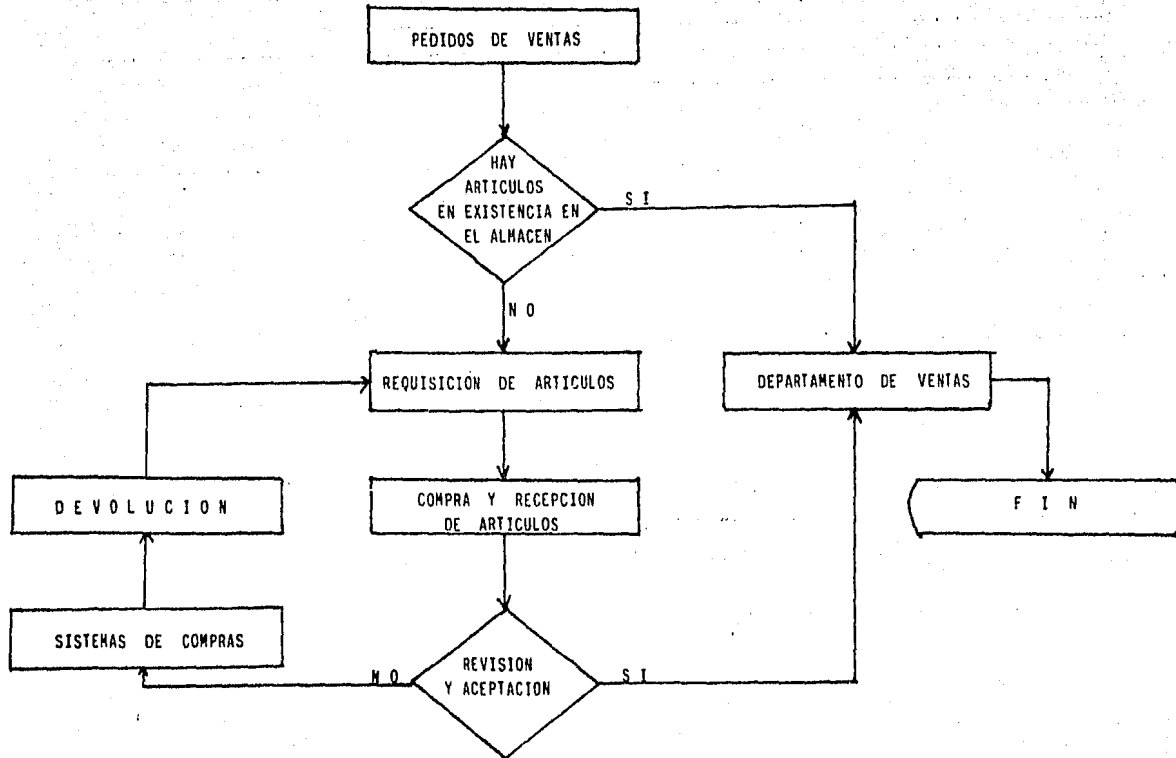 PEDIDOS DE VENTAS
HAY
ARTICULOS
EN EXISTENCIA EN
EL ALMACEN
S I
N O
REQUISICION DE ARTICULOS
DEPARTAMENTO DE VENTAS
D E V O L U C I O N
COMPRA Y RECEPCION
DE ARTICULOS
F I N
SISTEMAS DE COMPRAS
REVISION
Y ACEPTACION
N O
S I